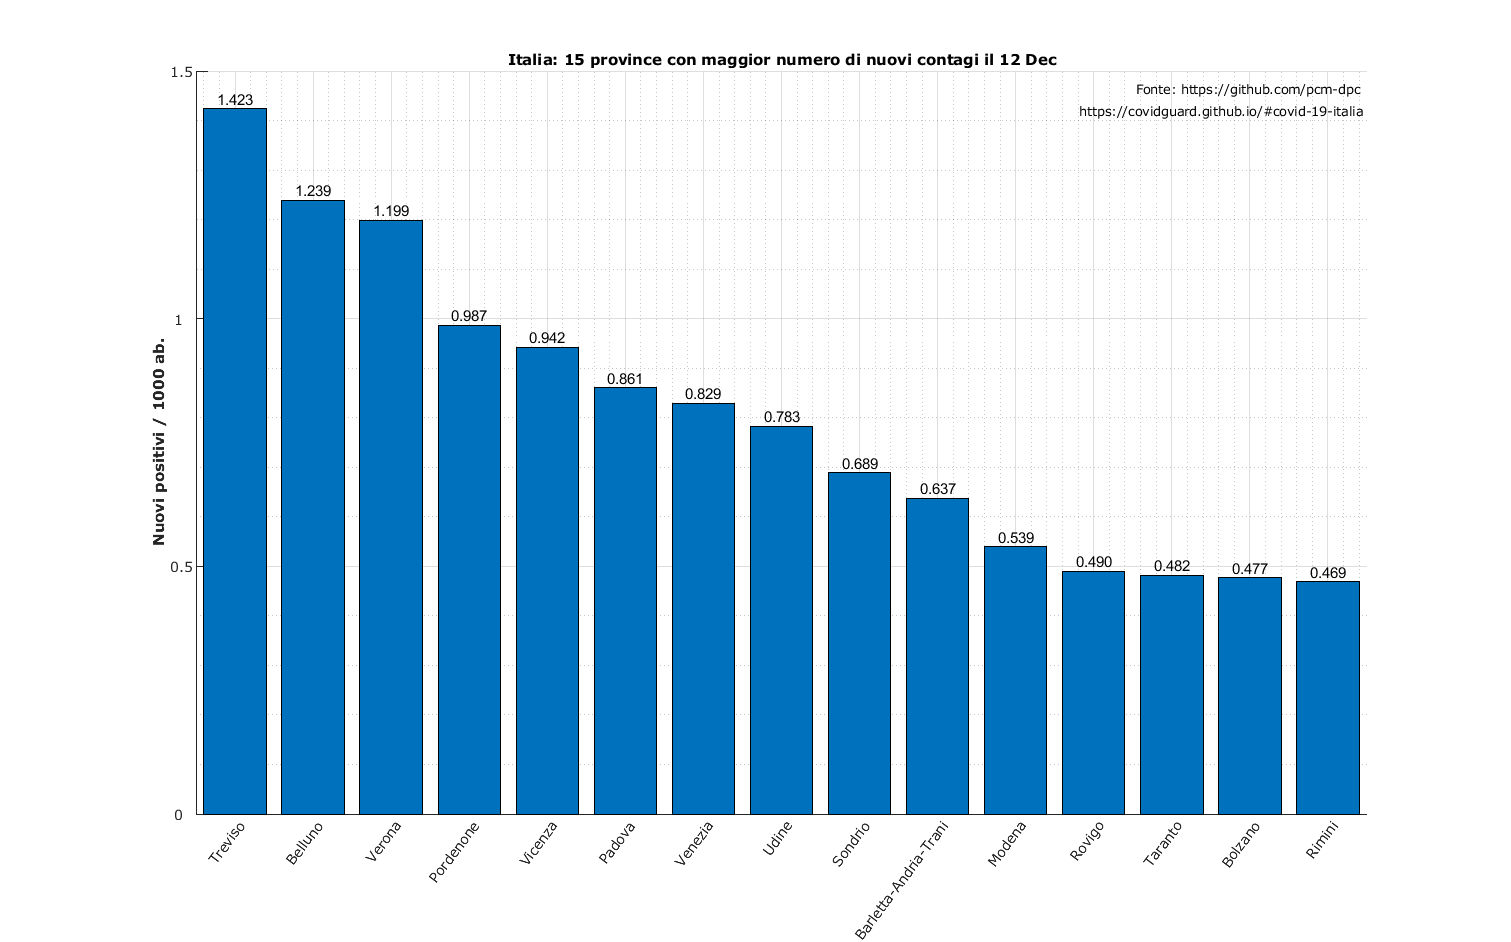 Italia: 15 province con maggior numero di nuovi contagi il 12 Dec
Fonte: https://github.com/pcm-dpc
https://covidguard.github.io/#covid-19-italia
Nuovi positivi / 1000 ab.
1.5
1
0.5
0
1.423
1.239
1.199
0.987
0.942
0.861
0.829
0.783
0.689
0.637
0.539
0.490
0.482
0.477
0.469
Treviso
Belluno
Verona
Pordenone
Vicenza
Padova
Venezia
Udine
Sondrio
Barletta-Andria-Trani
Modena
Rovigo
Taranto
Bolzano
Rimini